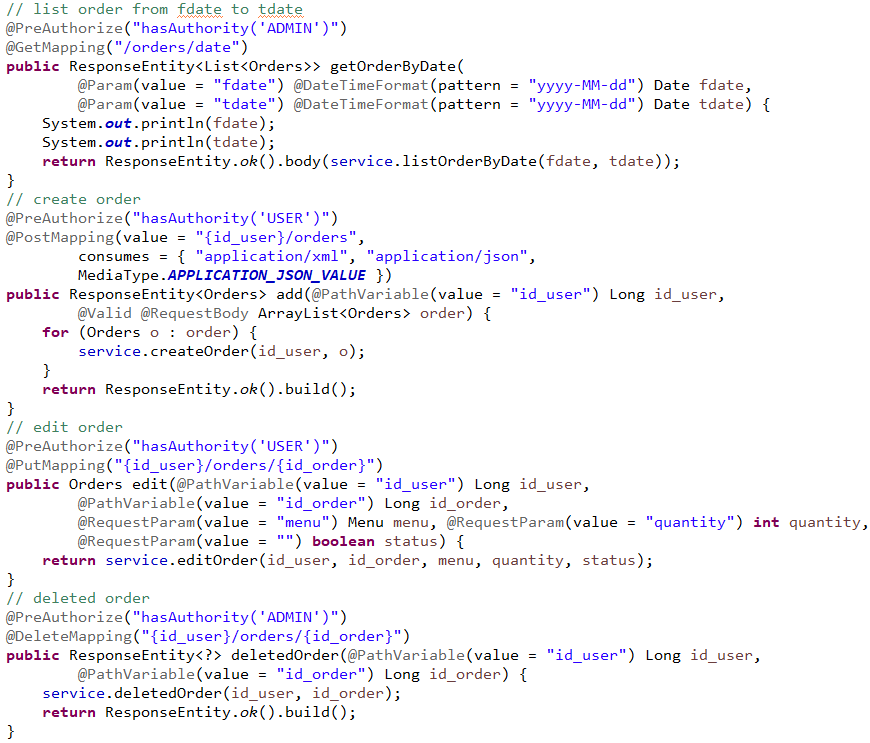 // list order from fdate to tdate
@PreAuthorize("hasAuthority('ADMIN')")
@GetMapping("/orders/date")
public ResponseEntity<List<Orders>> getOrderByDate(
        @Param(value = "fdate") @DateTimeFormat(pattern = "yyyy-MM-dd") Date fdate,
        @Param(value = "tdate") @DateTimeFormat(pattern = "yyyy-MM-dd") Date tdate) {
    System.out.println(fdate);
    System.out.println(tdate);
    return ResponseEntity.ok().body(service.listOrderByDate(fdate, tdate));
}
// create order
@PreAuthorize("hasAuthority('USER')")
@PostMapping(value = "{id_user}/orders",
        consumes = { "application/xml", "application/json",
        MediaType.APPLICATION_JSON_VALUE })
public ResponseEntity<Orders> add(@PathVariable(value = "id_user") Long id_user,
        @Valid @RequestBody ArrayList<Orders> order) {
    for (Orders o : order) {
        service.createOrder(id_user, o);
    }
    return ResponseEntity.ok().build();
}
// edit order
@PreAuthorize("hasAuthority('USER')")
@PutMapping("{id_user}/orders/{id_order}")
public Orders edit(@PathVariable(value = "id_user") Long id_user,
        @PathVariable(value = "id_order") Long id_order,
        @RequestParam(value = "menu") Menu menu, @RequestParam(value = "quantity") int quantity,
        @RequestParam(value = "") boolean status) {
    return service.editOrder(id_user, id_order, menu, quantity, status);
}
// deleted order
@PreAuthorize("hasAuthority('ADMIN')")
@DeleteMapping("{id_user}/orders/{id_order}")
public ResponseEntity<?> deletedOrder(@PathVariable(value = "id_user") Long id_user,
        @PathVariable(value = "id_order") Long id_order) {
    service.deletedOrder(id_user, id_order);
    return ResponseEntity.ok().build();
}